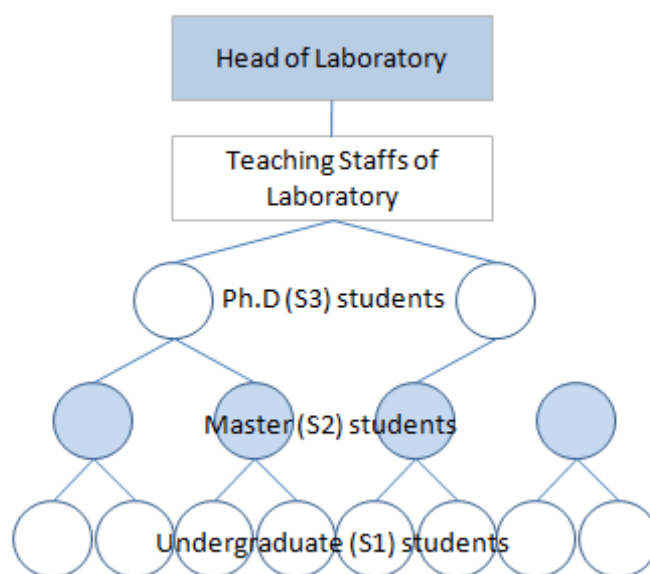 Head of Laboratory
Teaching Staffs of
Laboratory
Ph.D (S3) students
Master (S2) students
Undergraduate (S1) students